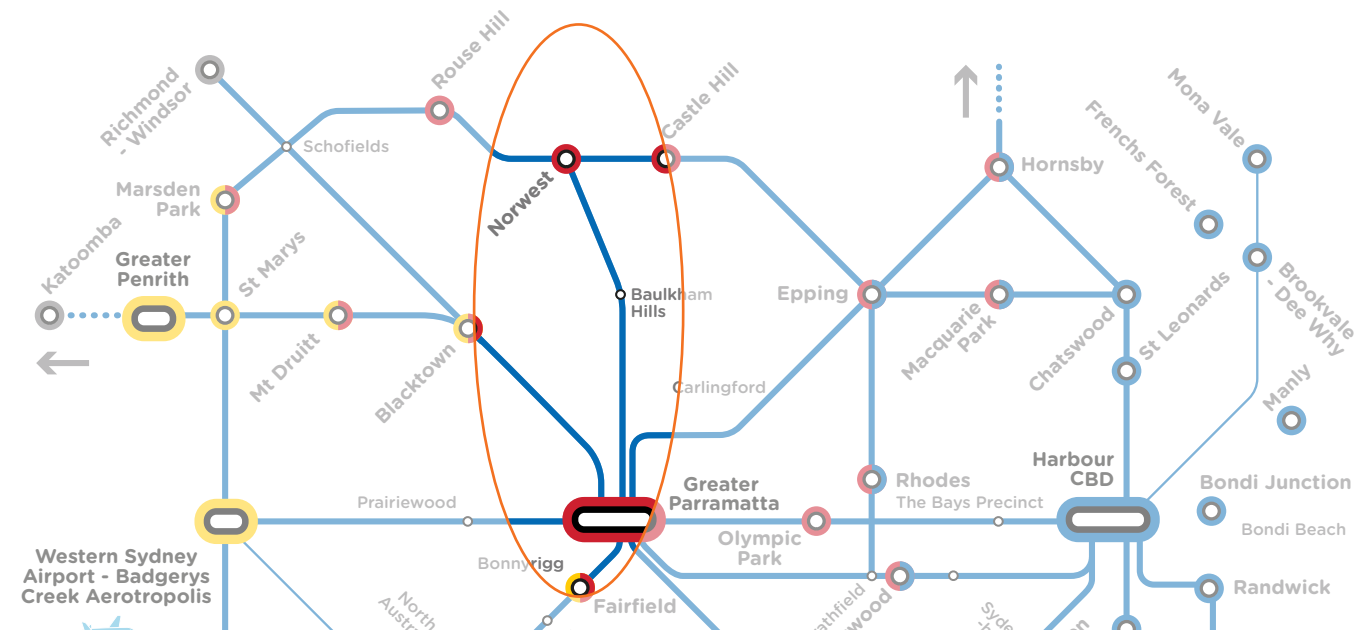 Rouse Hill
Castle Hill
Richmond
- Windsor
Schofields
Hornsby
Mona Vale
Frenchs Forest
Marsden
Park
Norwest
Katoomba
Greater
Penrith
St Marys
Baulkham
Hills
Epping
Macquarie
Park
Chatswood
St Leonards
Brookvale
- Dee Why
Mt Druitt
Blacktown
Carlingford
Manly
Harbour
CBD
Greater
Parramatta
Rhodes
Bondi Junction
Prairiewood
The Bays Precinct
Bondi Beach
Olympic
Park
Western Sydney
Airport - Badgerys
Creek Aerotropolis
Bonnyrigg
Fairfield
Randwick
North